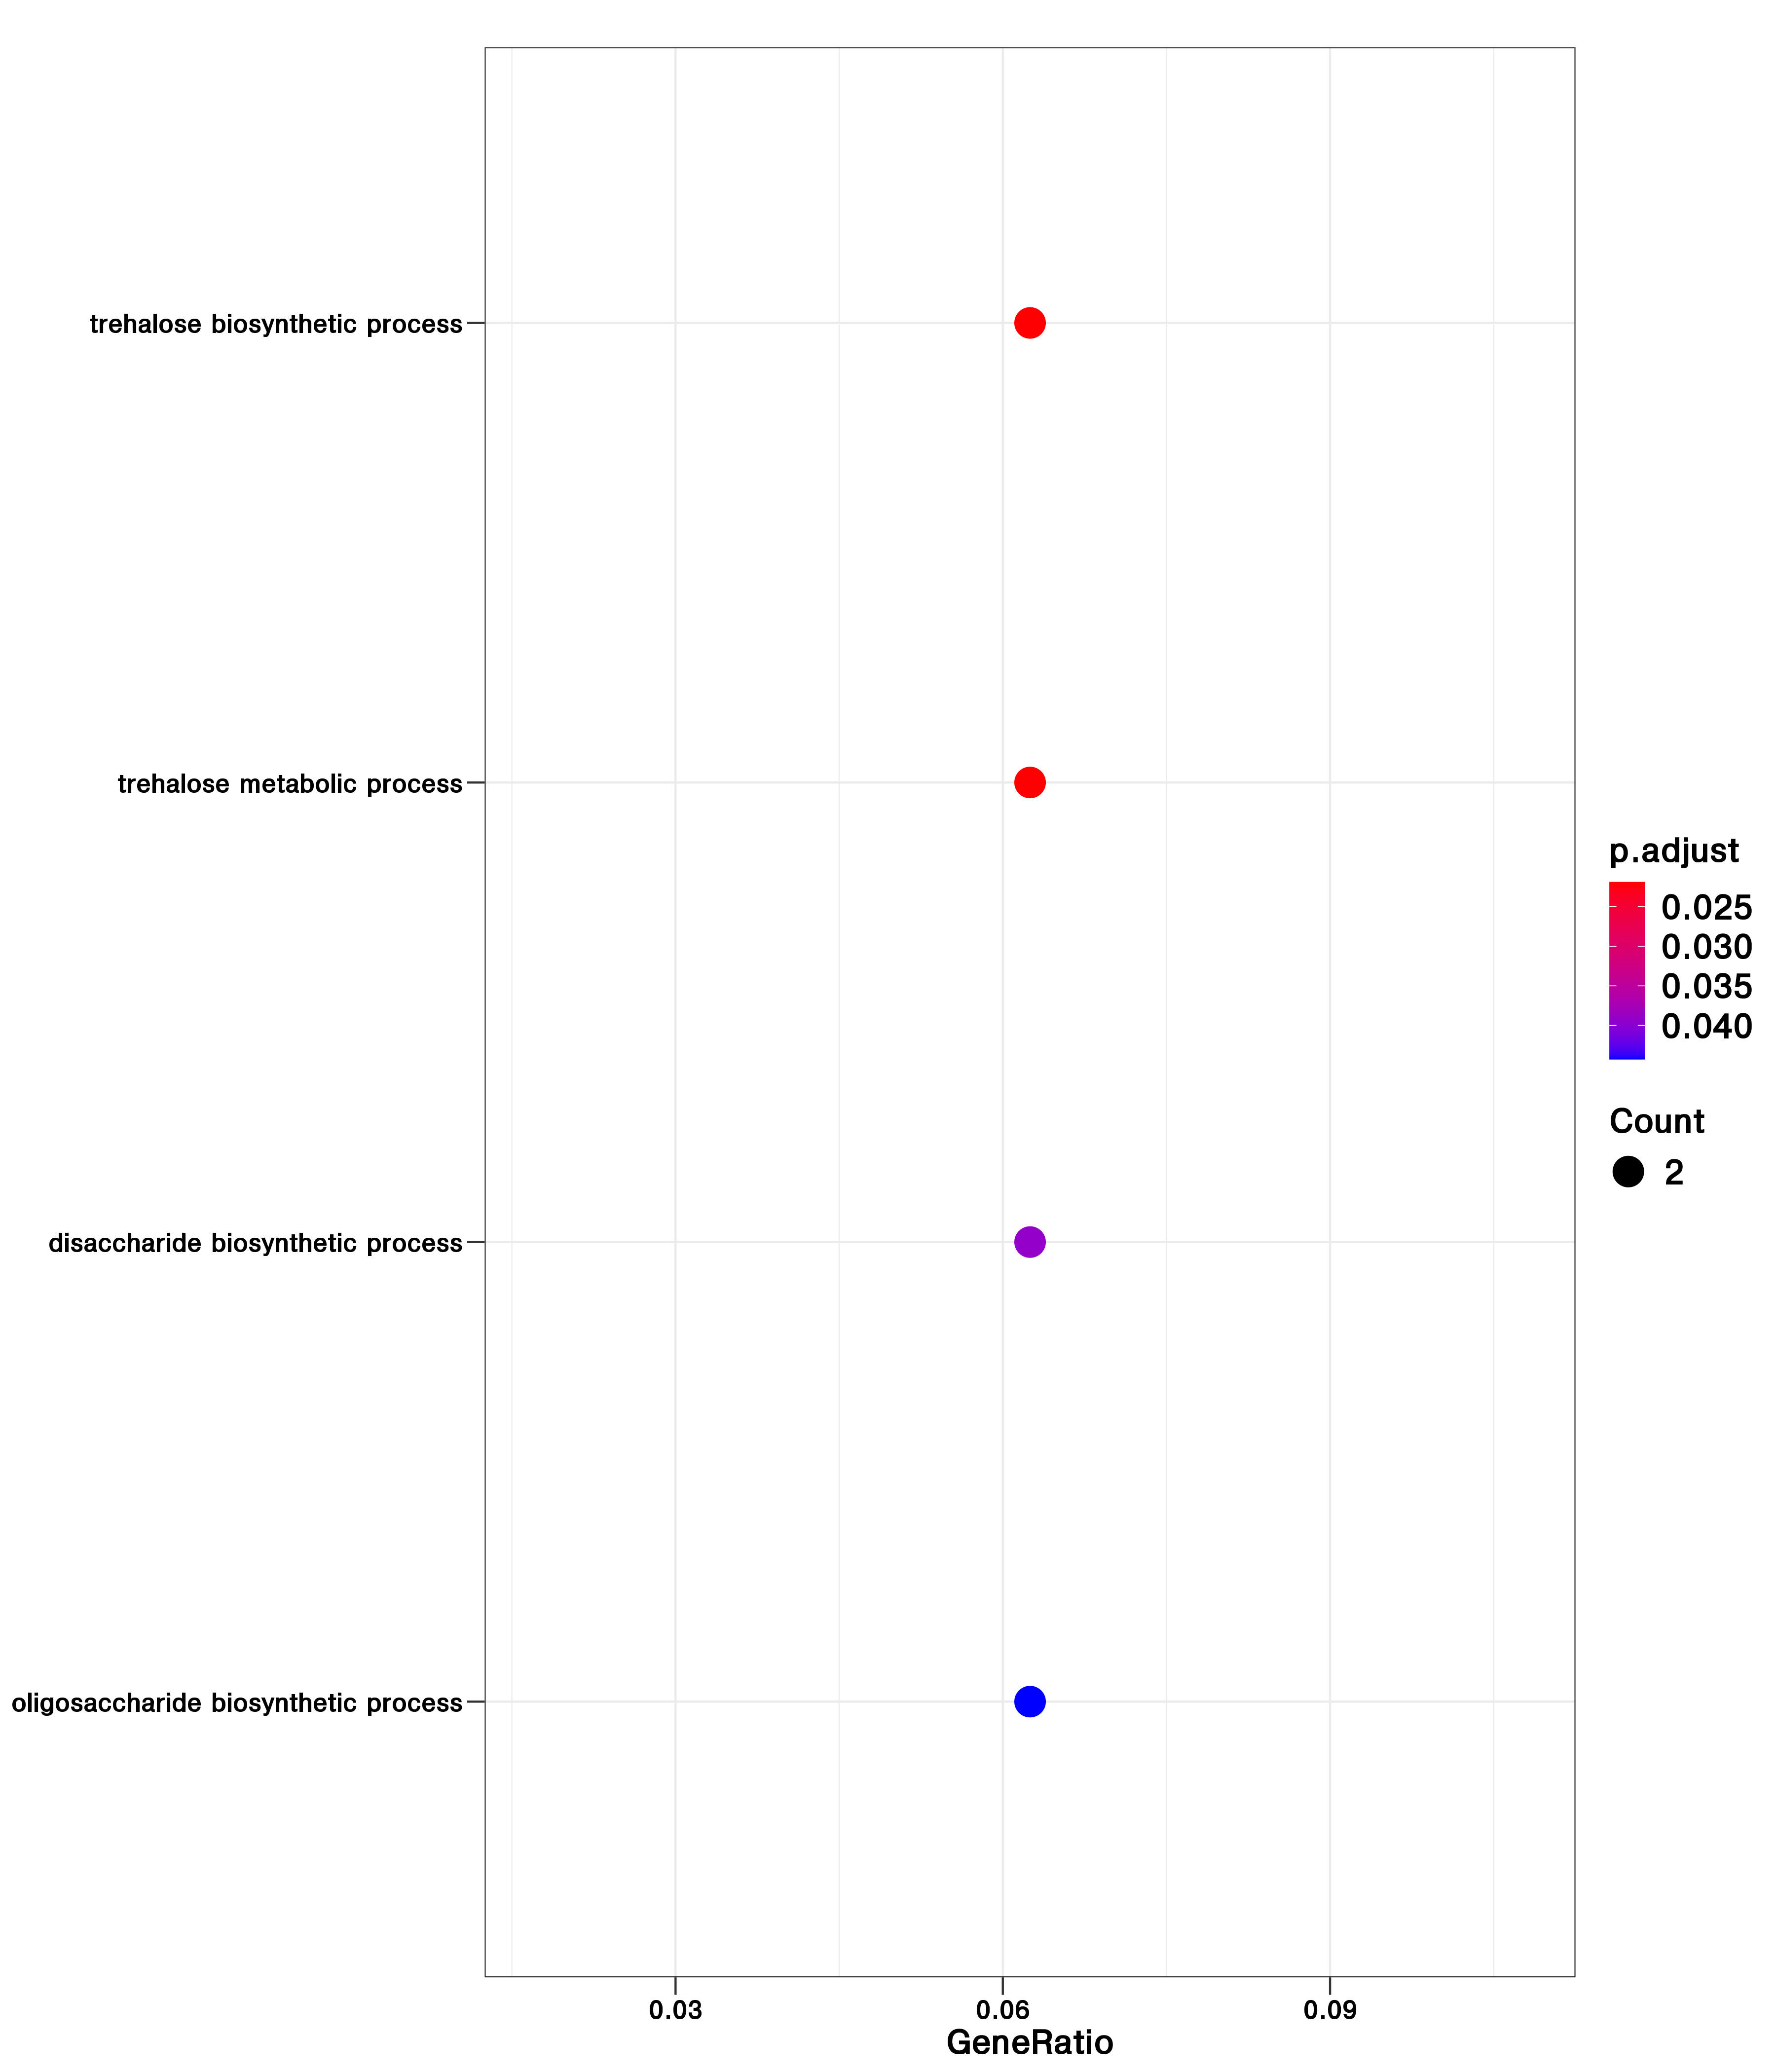 trehalose biosynthetic process
trehalose metabolic process
disaccharide biosynthetic process
oligosaccharide biosynthetic process
0.03
0.06
0.09
GeneRatio
p.adjust
0.025
0.030
0.035
0.040
Count
2